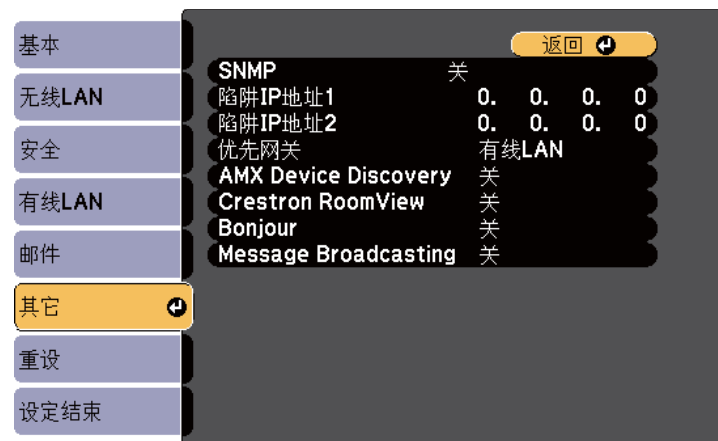 基本
无线LAN
安全
有线LAN
邮件
其它
重设
设定结束
返回
SNMP 关
陷阱IP地址1 0. 0. 0. 0
陷阱IP地址2 0. 0. 0. 0
优先网关 有线LAN
AMX Device Discovery 关
Crestron RoomView 关
Bonjour 关
Message Broadcasting 关